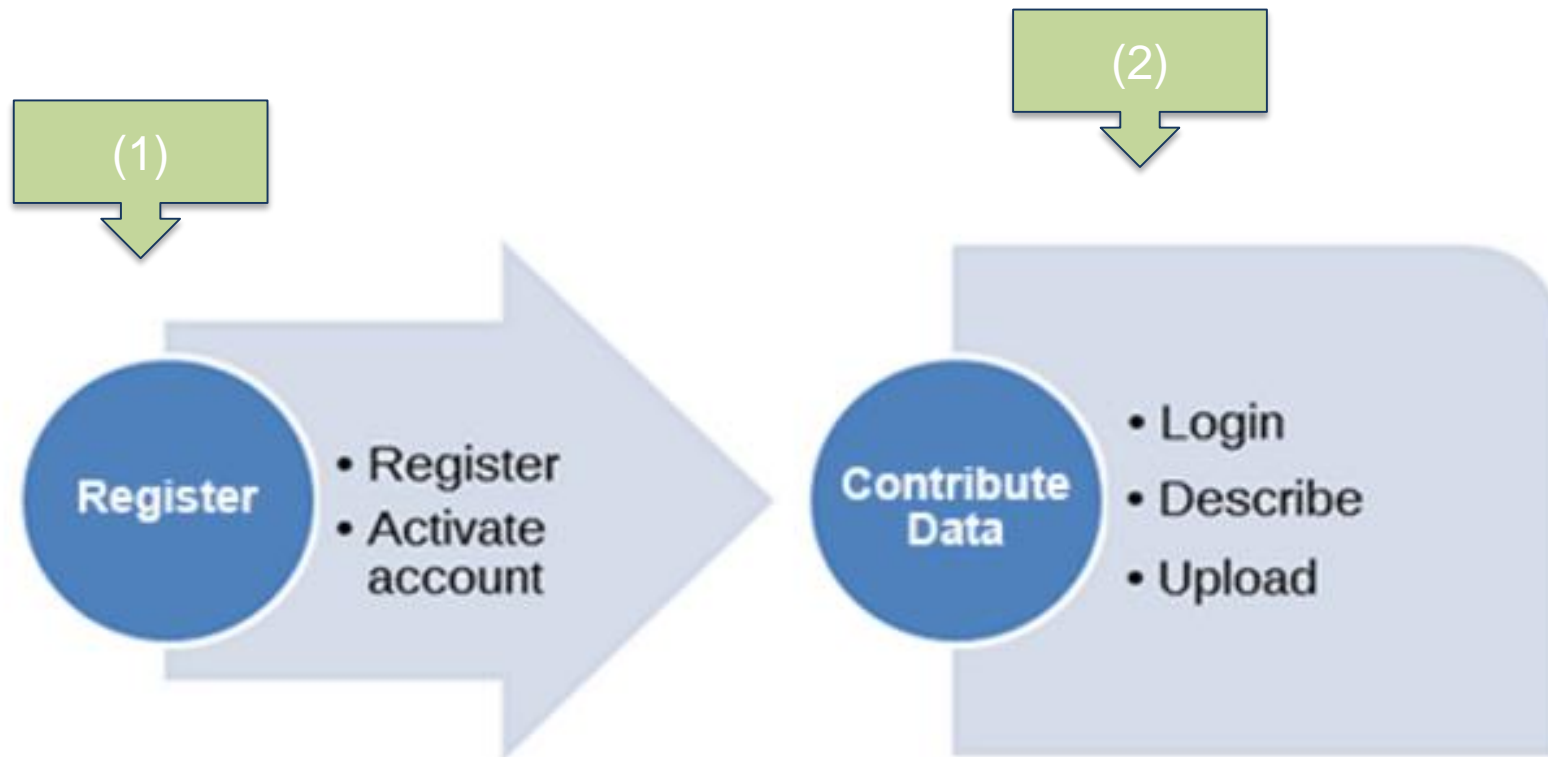 (1)
(2)
Register
• Register
• Activate
account
Contribute
Data
• Login
• Describe
• Upload